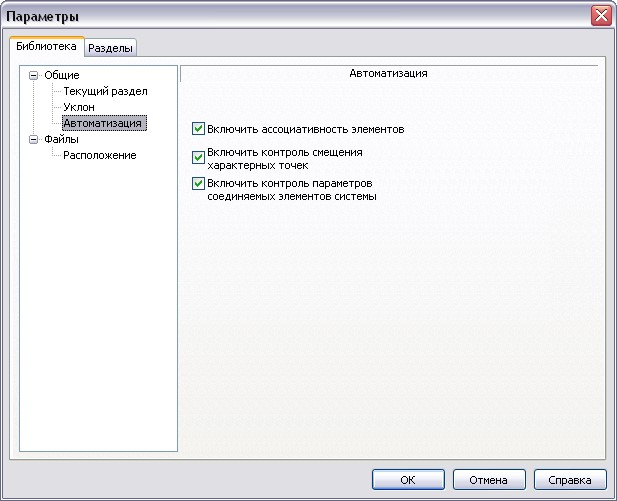 Параметры
Библиотека
Разделы
Общие
Текущий раздел
Уклон
Автоматизация
Файлы
Расположение
Автоматизация
Включить ассоциативность элементов
Включить контроль смещения
характерных точек
Включить контроль параметров
соединяемых элементов системы
ОК
Отмена
Справка